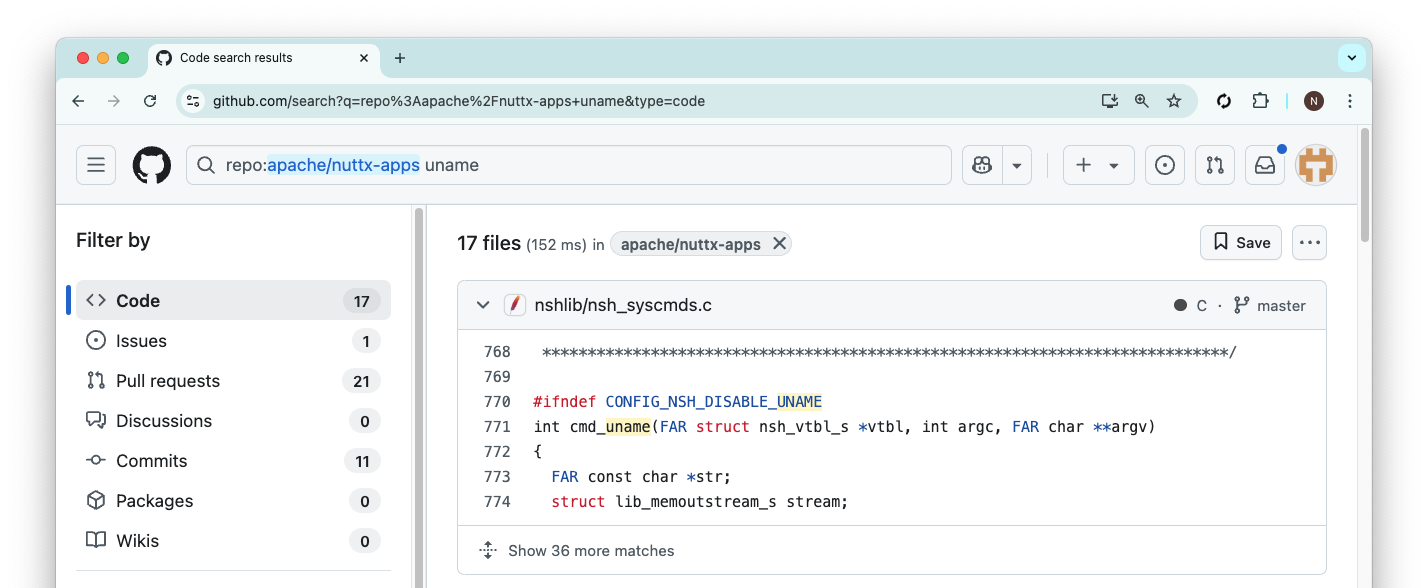 Code search results
github.com/search?q=repo%3Aapache%2Fnuttx-apps+uname&type=code
N
repo:apache/nuttx-apps uname
Filter by
Code 17
Issues 1
Pull requests 21
Discussions 0
Commits 11
Packages 0
Wikis 0
17 files (152 ms) in apache/nuttx-apps
Save
nshlib/nsh_syscmds.c
C · master
768 ****************************************************************************/
769
770 #ifndef CONFIG_NSH_DISABLE_UNAME
771 int cmd_uname(FAR struct nsh_vtbl_s *vtbl, int argc, FAR char **argv)
772 {
773 FAR const char *str;
774 struct lib_memoutstream_s stream;
Show 36 more matches